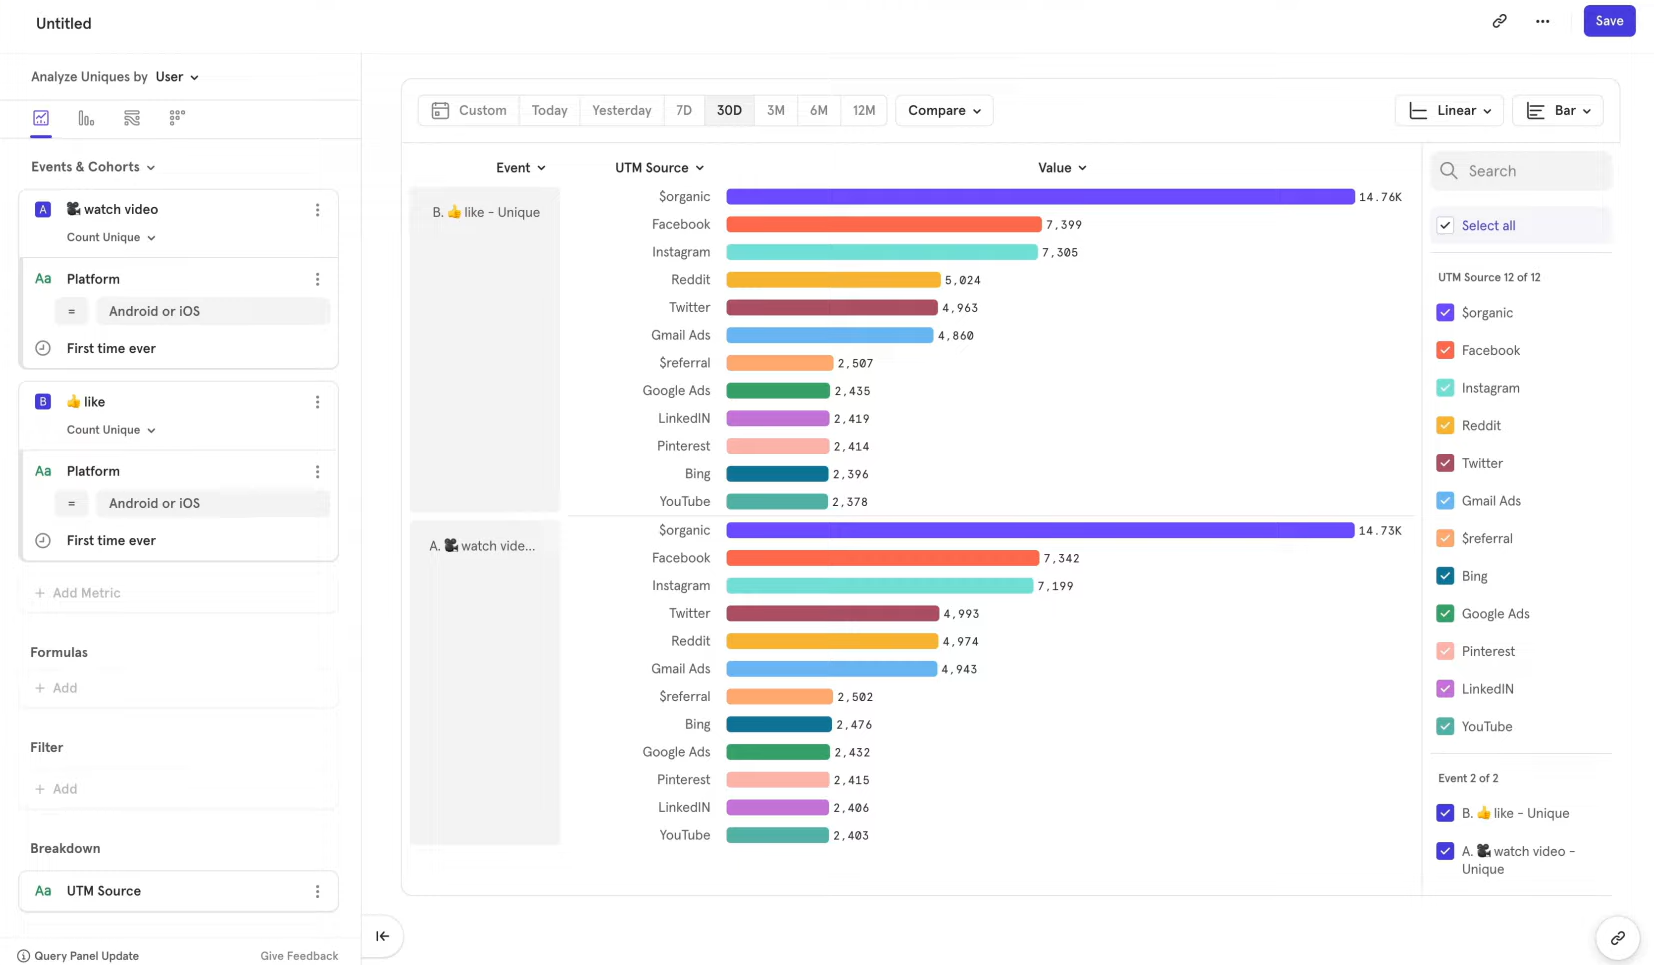 Untitled
Save
Analyze Uniques by User
Events & Cohorts
A 🎥 watch video
Count Unique
Aa Platform
= Android or iOS
First time ever
B 👍 like
Count Unique
Aa Platform
= Android or iOS
First time ever
+ Add Metric
Formulas
+ Add
Filter
+ Add
Breakdown
Aa UTM Source
Query Panel Update Give Feedback
Custom Today Yesterday 7D 30D 3M 6M 12M Compare Linear Bar
Event UTM Source Value
B. 👍 like - Unique
$organic 14.76K
Facebook 7,399
Instagram 7,305
Reddit 5,024
Twitter 4,963
Gmail Ads 4,860
$referral 2,507
Google Ads 2,435
LinkedIN 2,419
Pinterest 2,414
Bing 2,396
YouTube 2,378
A. 🎥 watch vide...
$organic 14.73K
Facebook 7,342
Instagram 7,199
Twitter 4,993
Reddit 4,974
Gmail Ads 4,943
$referral 2,502
Bing 2,476
Google Ads 2,432
Pinterest 2,415
LinkedIN 2,406
YouTube 2,403
Search
Select all
UTM Source 12 of 12
$organic
Facebook
Instagram
Reddit
Twitter
Gmail Ads
$referral
Bing
Google Ads
Pinterest
LinkedIN
YouTube
Event 2 of 2
B. 👍 like - Unique
A. 🎥 watch video -
Unique